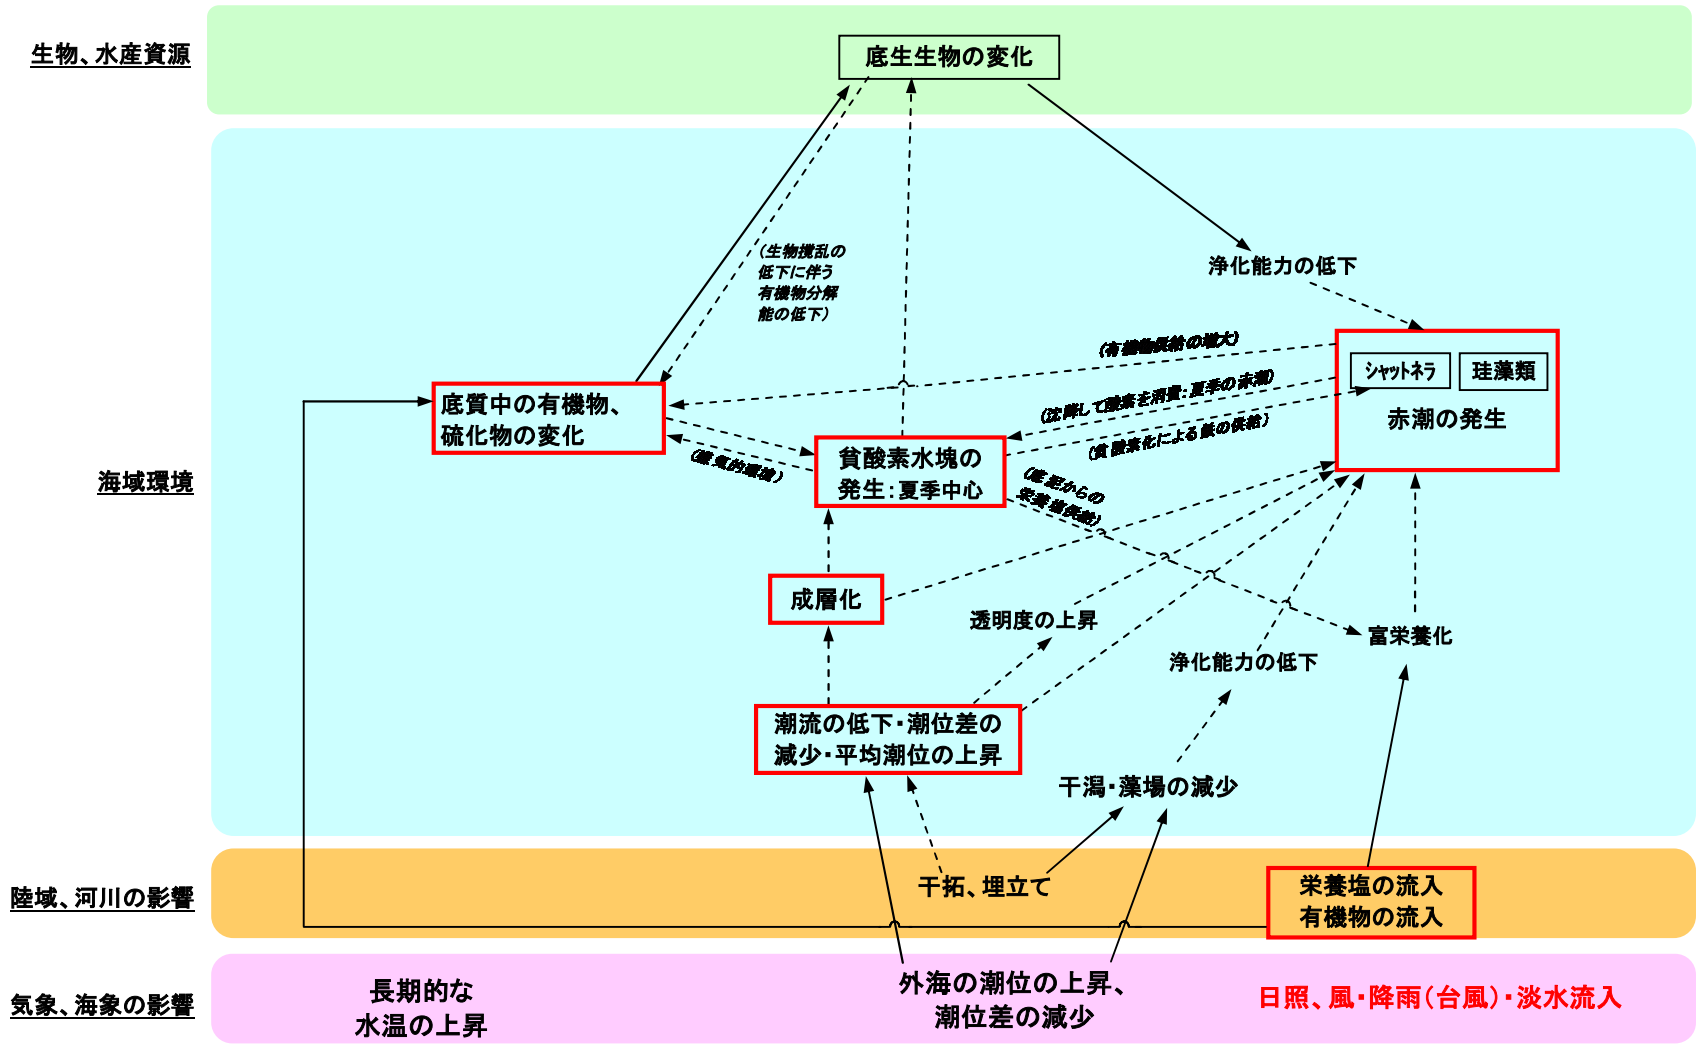 生物、水産資源
底生生物の変化
(生物撹乱の
低下に伴う
有機物分解
能の低下)
浄化能力の低下
(有機物供給の増大)
シャットネラ
珪藻類
赤潮の発生
(沈降して酸素を消費:夏季の赤潮)
(貧酸素化による鉄の供給)
底質中の有機物、
硫化物の変化
(嫌気的環境)
貧酸素水塊の
発生:夏季中心
(底泥からの
栄養塩供給)
海域環境
成層化
透明度の上昇
富栄養化
浄化能力の低下
潮流の低下・潮位差の
減少・平均潮位の上昇
干潟・藻場の減少
陸域、河川の影響
干拓、埋立て
栄養塩の流入
有機物の流入
気象、海象の影響
長期的な
水温の上昇
外海の潮位の上昇、
潮位差の減少
日照、風・降雨(台風)・淡水流入